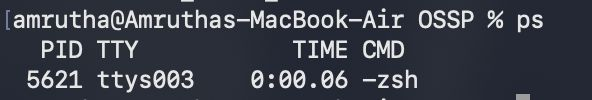 [amrutha@Amruthas-MacBook-Air OSSP % ps
PID TTY TIME CMD
5621 ttys003 0:00.06 -zsh